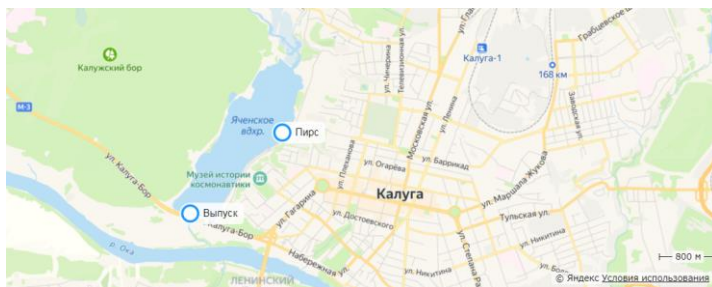 Калужский бор
М-3
Яченское
вдхр.
Пирс
Музей истории
космонавтики
ул. Калуга-Бор
Выпуск
Калуга-Бор
р. Ока
ЛЕНИНСКИЙ
Набережная ул.
ул. Гагарина
ул. Достоевского
ул. Плеханова
ул. Огарёва
ул. Баррикад
Калуга
ул. Чичерина
Телевизионная ул.
Московская ул.
ул. Ленина
Калуга-1
168 км
Грабцевское
Заводская ул.
ул. Маршала Жукова
Тульская ул.
ул. Никитина
ул. Никитина
ул. Степана Ра
800 м
© Яндекс Условия использования